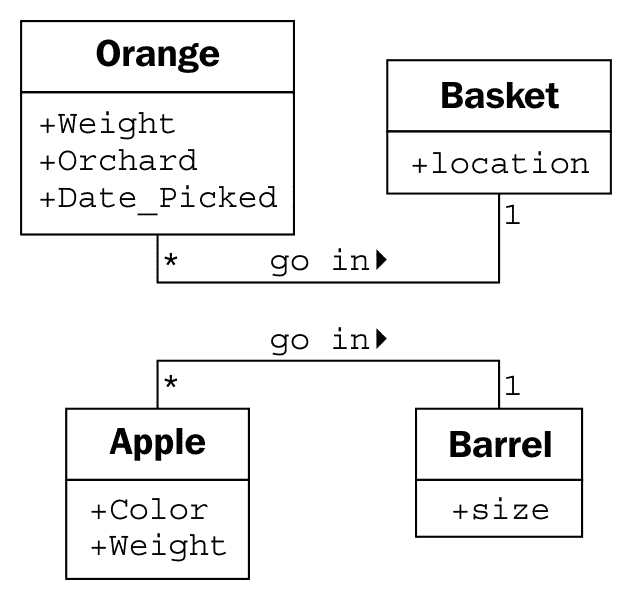 Orange
+Weight
+Orchard
+Date_Picked
Basket
+location
1
* go in
go in
* 1
Apple
+Color
+Weight
Barrel
+size